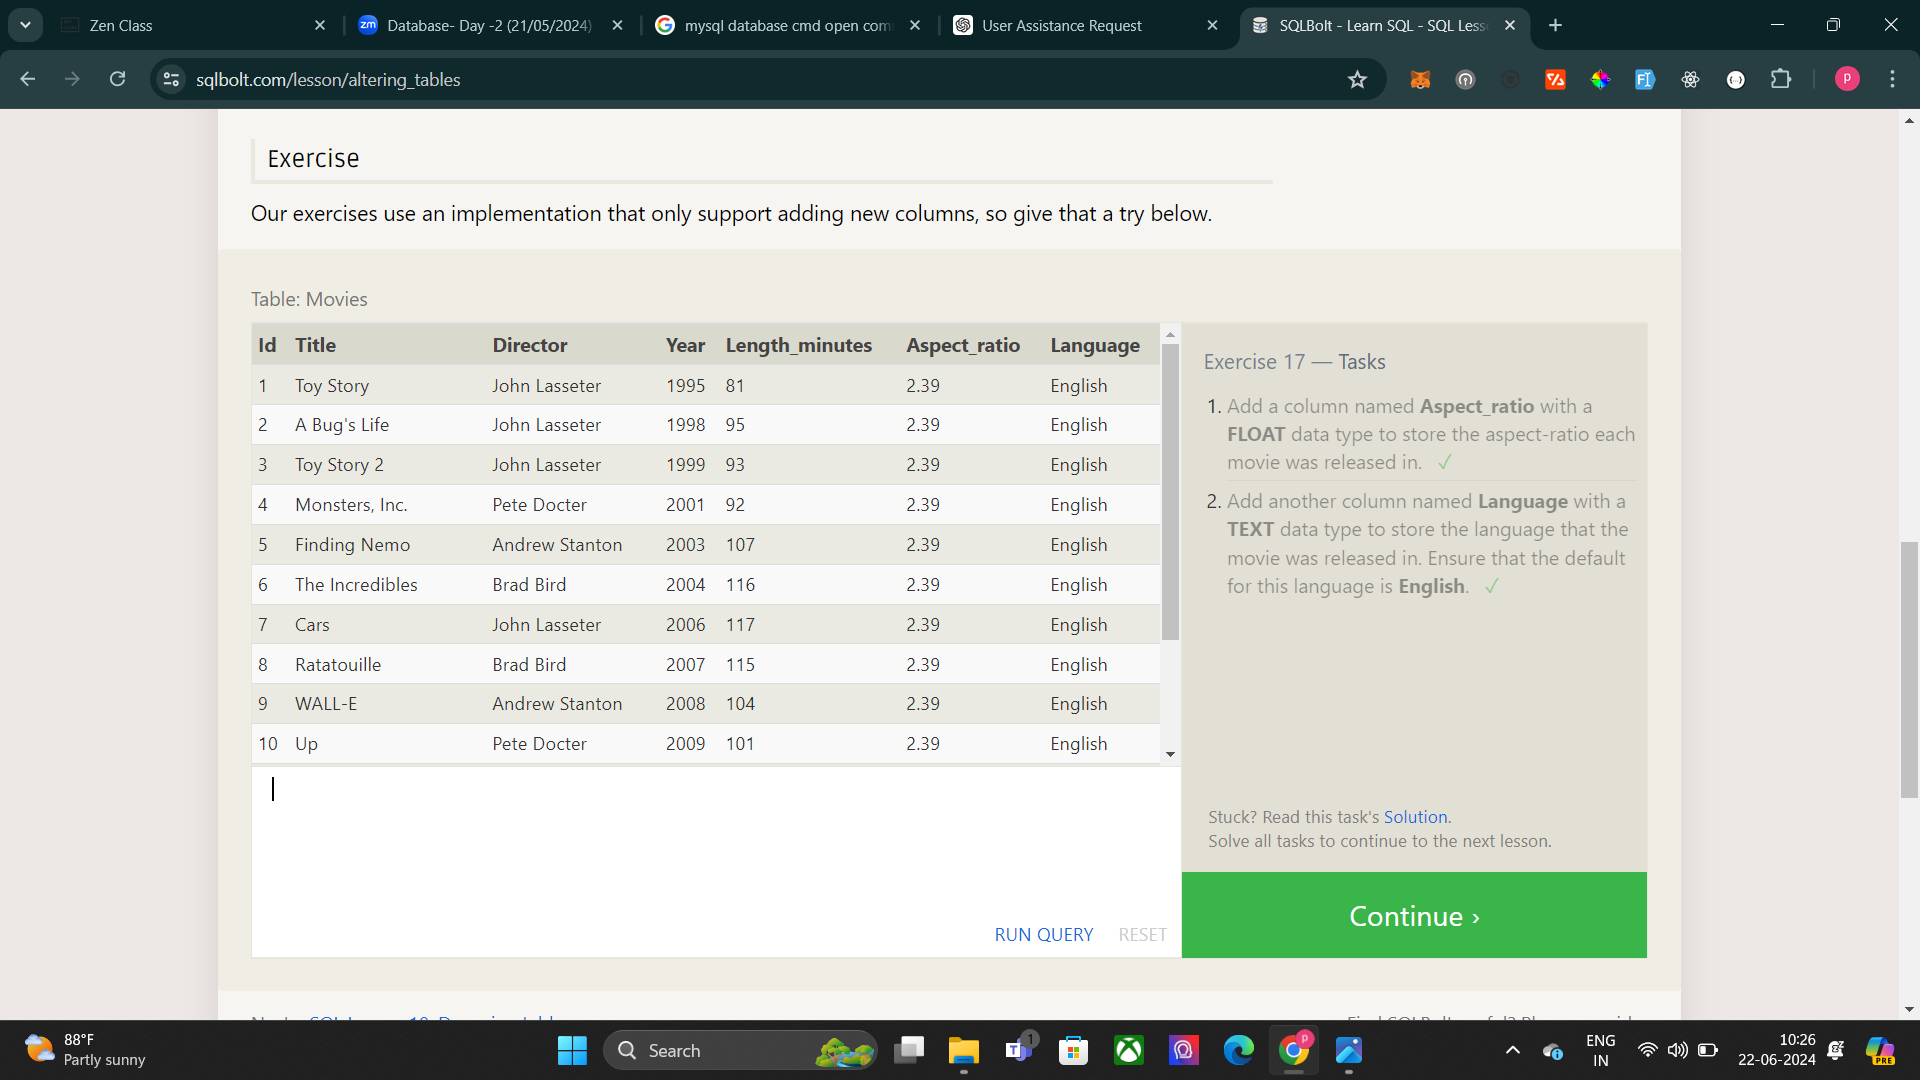 Zen Class
Database- Day -2 (21/05/2024)
mysql database cmd open com
User Assistance Request
SQLBolt - Learn SQL - SQL Less
sqlbolt.com/lesson/altering_tables
P
Exercise
Our exercises use an implementation that only support adding new columns, so give that a try below.
Table: Movies
Id Title Director Year Length_minutes Aspect_ratio Language
1 Toy Story John Lasseter 1995 81 2.39 English
2 A Bug's Life John Lasseter 1998 95 2.39 English
3 Toy Story 2 John Lasseter 1999 93 2.39 English
4 Monsters, Inc. Pete Docter 2001 92 2.39 English
5 Finding Nemo Andrew Stanton 2003 107 2.39 English
6 The Incredibles Brad Bird 2004 116 2.39 English
7 Cars John Lasseter 2006 117 2.39 English
8 Ratatouille Brad Bird 2007 115 2.39 English
9 WALL-E Andrew Stanton 2008 104 2.39 English
10 Up Pete Docter 2009 101 2.39 English
RUN QUERY RESET
Exercise 17 — Tasks
1. Add a column named Aspect_ratio with a
FLOAT data type to store the aspect-ratio each
movie was released in. ✓
2. Add another column named Language with a
TEXT data type to store the language that the
movie was released in. Ensure that the default
for this language is English. ✓
Stuck? Read this task's Solution.
Solve all tasks to continue to the next lesson.
Continue ›
88°F
Partly sunny
Search
1
ENG
IN
10:26
22-06-2024
PRE